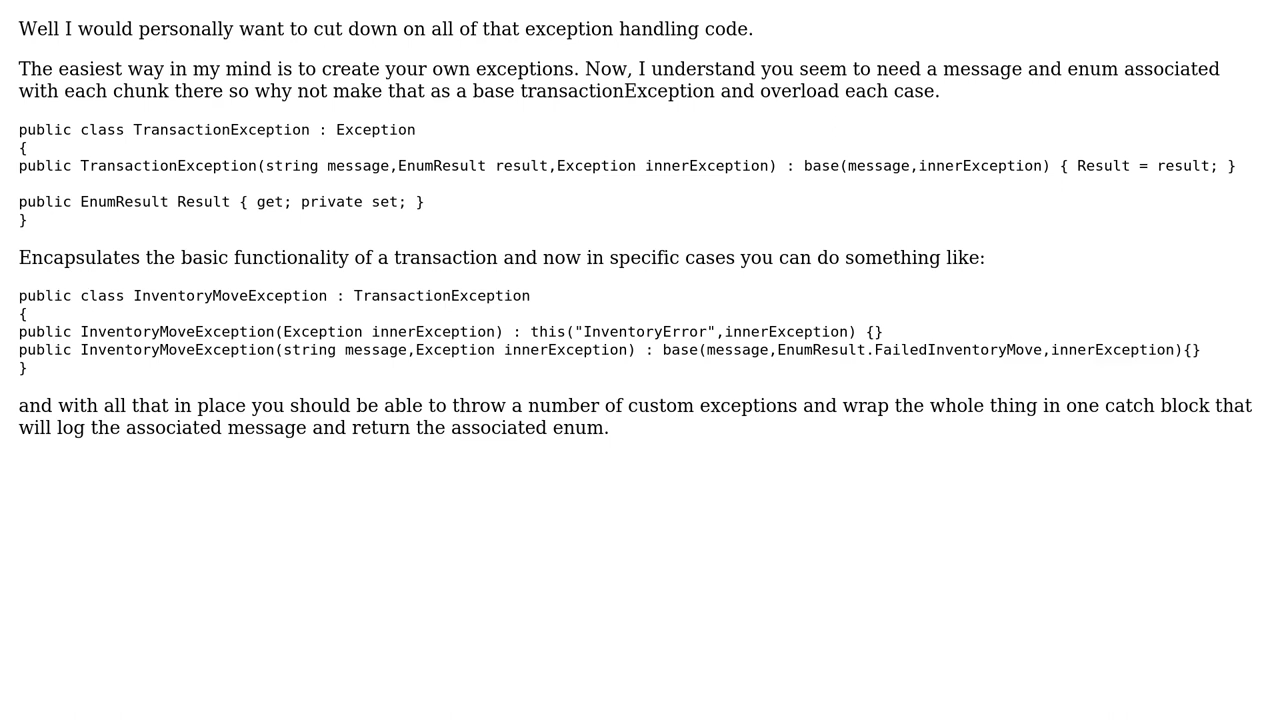 Well I would personally want to cut down on all of that exception handling code.
The easiest way in my mind is to create your own exceptions. Now, I understand you seem to need a message and enum associated
with each chunk there so why not make that as a base transactionException and overload each case.
public class TransactionException : Exception
{
public TransactionException(string message,EnumResult result,Exception innerException) : base(message,innerException) { Result = result; }
public EnumResult Result { get; private set; }
}
Encapsulates the basic functionality of a transaction and now in specific cases you can do something like:
public class InventoryMoveException : TransactionException
{
public InventoryMoveException(Exception innerException) : this("InventoryError",innerException) {}
public InventoryMoveException(string message,Exception innerException) : base(message,EnumResult.FailedInventoryMove,innerException){}
}
and with all that in place you should be able to throw a number of custom exceptions and wrap the whole thing in one catch block that
will log the associated message and return the associated enum.